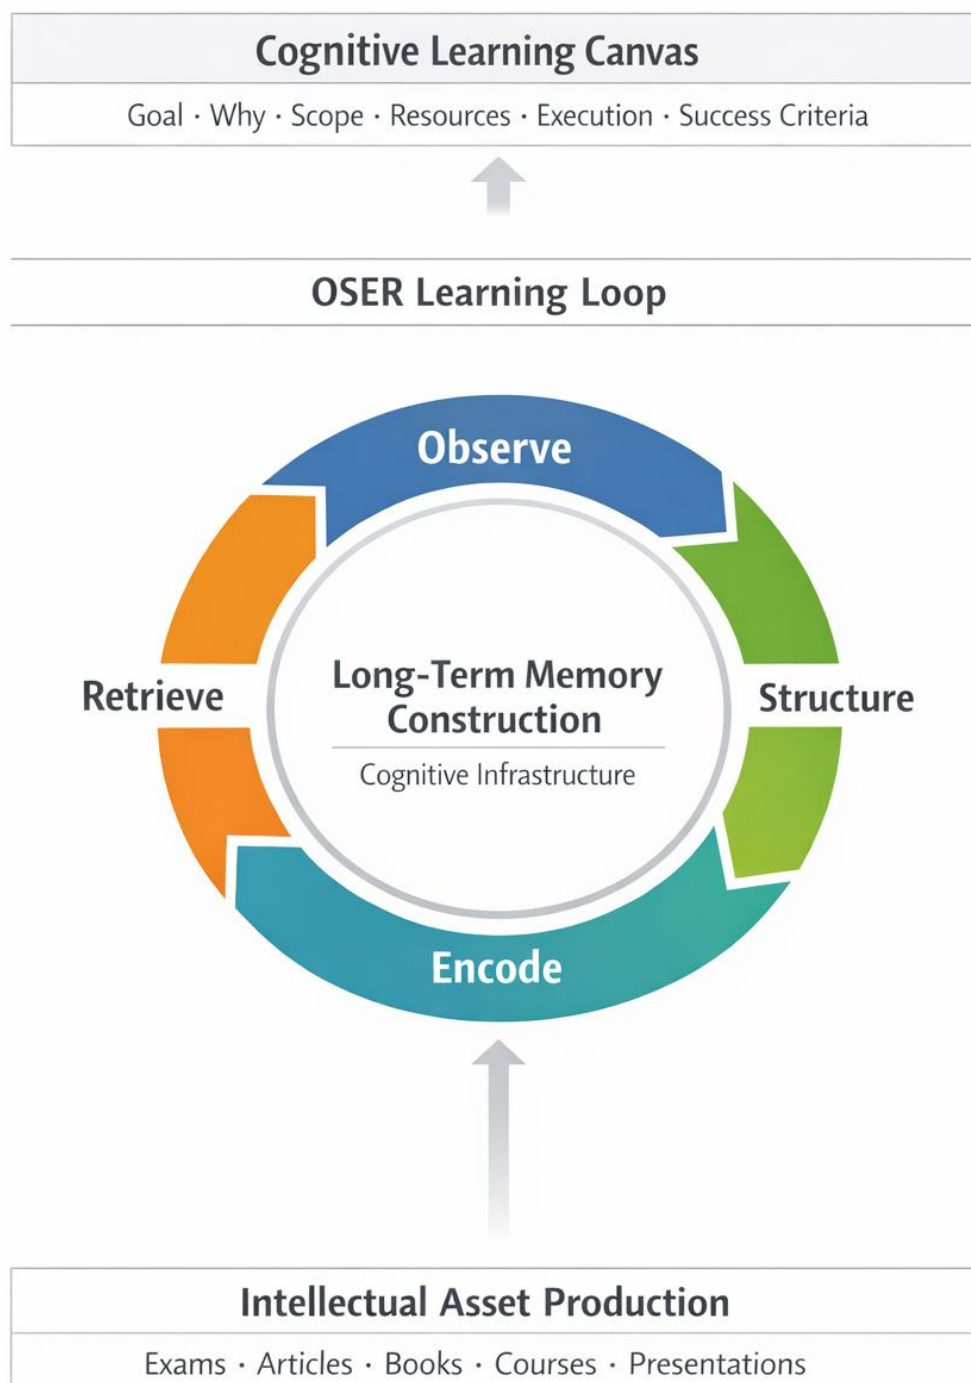 Cognitive Learning Canvas
Goal · Why · Scope · Resources · Execution · Success Criteria
OSER Learning Loop
Observe
Retrieve
Long-Term Memory
Construction
Cognitive Infrastructure
Structure
Encode
Intellectual Asset Production
Exams · Articles · Books · Courses · Presentations